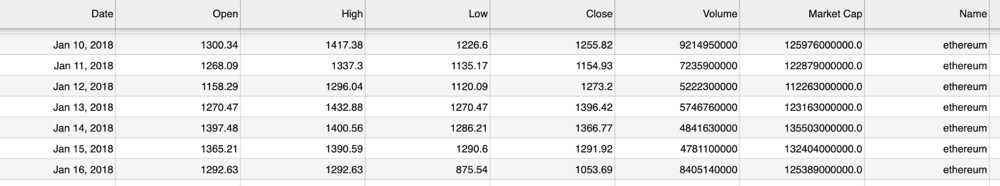 Date Open High Low Close Volume Market Cap Name
Jan 10, 2018 1300.34 1417.38 1226.6 1255.82 9214950000 125976000000.0 ethereum
Jan 11, 2018 1268.09 1337.3 1135.17 1154.93 7235900000 122879000000.0 ethereum
Jan 12, 2018 1158.29 1296.04 1120.09 1273.2 5222300000 112263000000.0 ethereum
Jan 13, 2018 1270.47 1432.88 1270.47 1396.42 5746760000 123163000000.0 ethereum
Jan 14, 2018 1397.48 1400.56 1286.21 1366.77 4841630000 135503000000.0 ethereum
Jan 15, 2018 1365.21 1390.59 1290.6 1291.92 4781100000 132404000000.0 ethereum
Jan 16, 2018 1292.63 1292.63 875.54 1053.69 8405140000 125389000000.0 ethereum